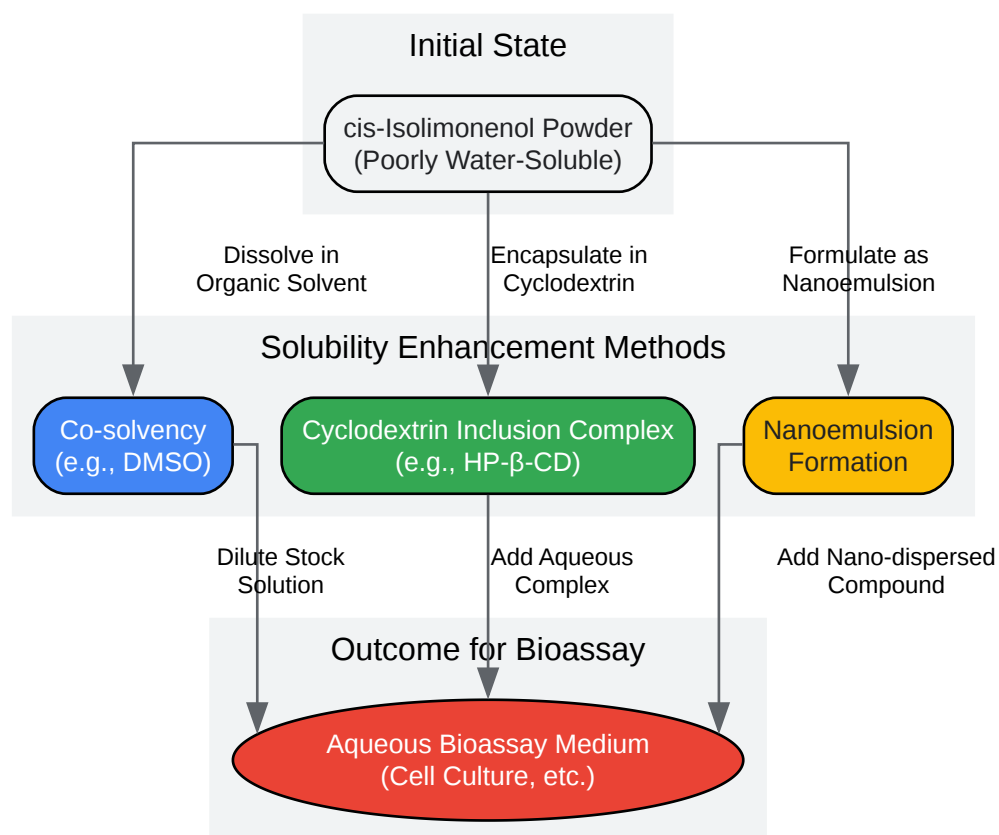 Initial State
cis-Isolimonenol Powder
(Poorly Water-Soluble)
Dissolve in
Organic Solvent
Encapsulate in
Cyclodextrin
Formulate as
Nanoemulsion
Solubility Enhancement Methods
Co-solvency
(e.g., DMSO)
Cyclodextrin Inclusion Complex
(e.g., HP-β-CD)
Nanoemulsion
Formation
Dilute Stock
Solution
Add Aqueous
Complex
Add Nano-dispersed
Compound
Outcome for Bioassay
Aqueous Bioassay Medium
(Cell Culture, etc.)